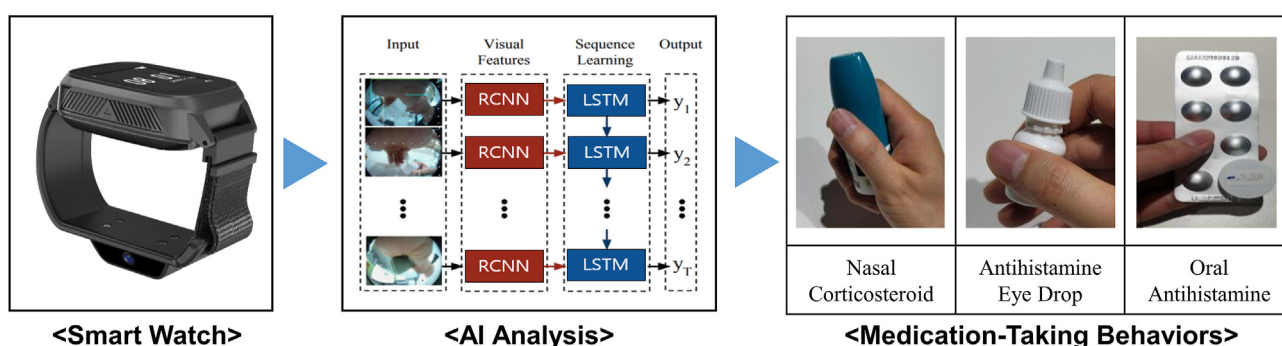 Input
Visual
Features
Sequence
Learning
Output
RCNN
LSTM
y1
RCNN
LSTM
y2
RCNN
LSTM
yT
Nasal
Corticosteroid
Antihistamine
Eye Drop
Oral
Antihistamine
<Smart Watch>
<AI Analysis>
<Medication-Taking Behaviors>